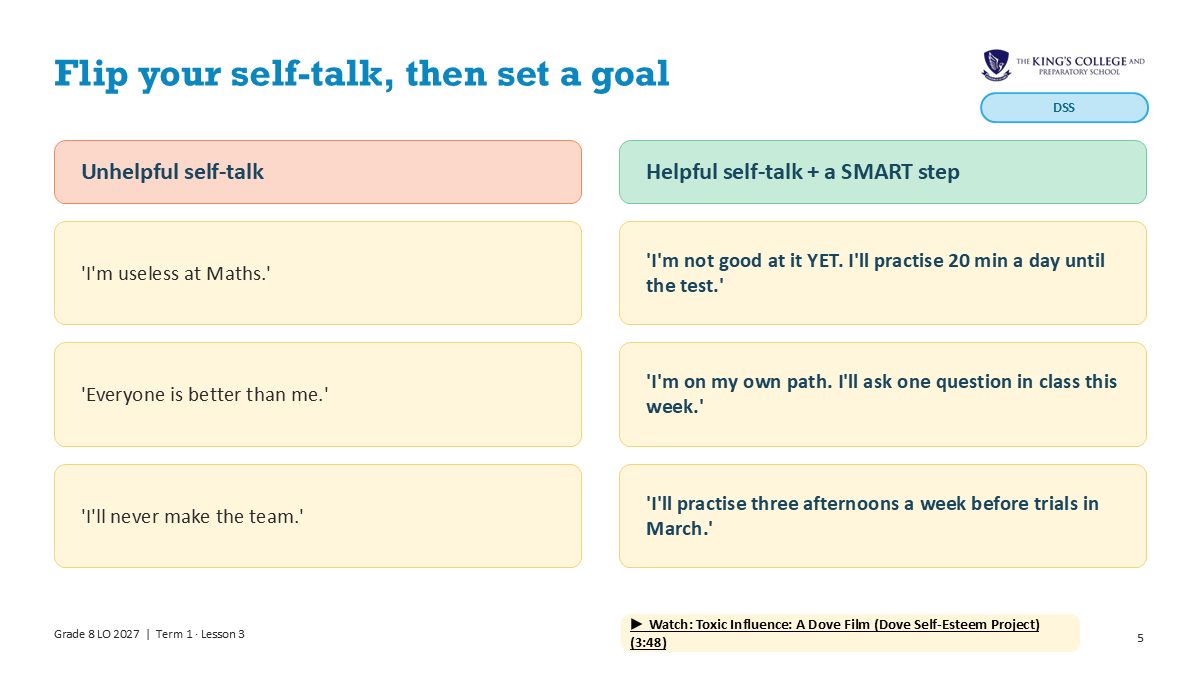 Flip your self-talk, then set a goal
THE KING'S COLLEGE AND
PREPARATORY SCHOOL
DSS
Unhelpful self-talk
Helpful self-talk + a SMART step
'I'm useless at Maths.'
'I'm not good at it YET. I'll practise 20 min a day until
the test.'
'Everyone is better than me.'
'I'm on my own path. I'll ask one question in class this
week.'
'I'll never make the team.'
'I'll practise three afternoons a week before trials in
March.'
Grade 8 LO 2027 | Term 1 · Lesson 3
▶ Watch: Toxic Influence: A Dove Film (Dove Self-Esteem Project)
(3:48)
5